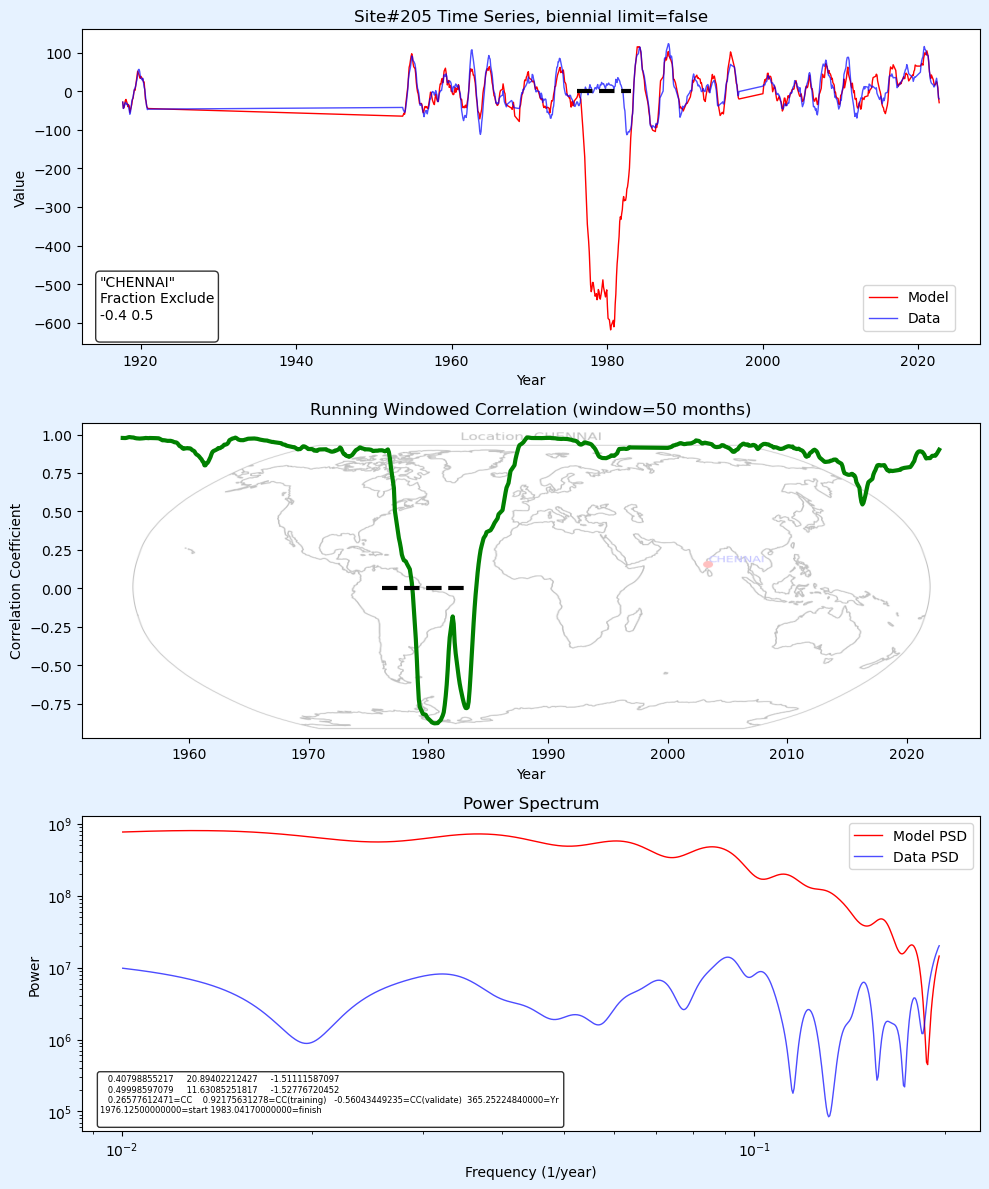 Site#205 Time Series, biennial limit=false
100
0
−100
−200
−300
−400
−500
−600
Value
"CHENNAI"
Fraction Exclude
-0.4 0.5
Model
Data
1920
1940
1960
1980
2000
2020
Year
Running Windowed Correlation (window=50 months)
Location: CHENNAI
1.00
0.75
0.50
0.25
0.00
−0.25
−0.50
−0.75
Correlation Coefficient
CHENNAI
1960
1970
1980
1990
2000
2010
2020
Year
Power Spectrum
10⁹
10⁸
10⁷
10⁶
10⁵
Power
Model PSD
Data PSD
0.40798855217 20.89402212427 -1.51111587097
0.49998597079 11.63085251817 -1.52776720452
0.26577612471=CC 0.92175631278=CC(training) -0.56043449235=CC(validate) 365.25224840000=Yr
1976.12500000000=start 1983.04170000000=finish
10⁻²
10⁻¹
Frequency (1/year)